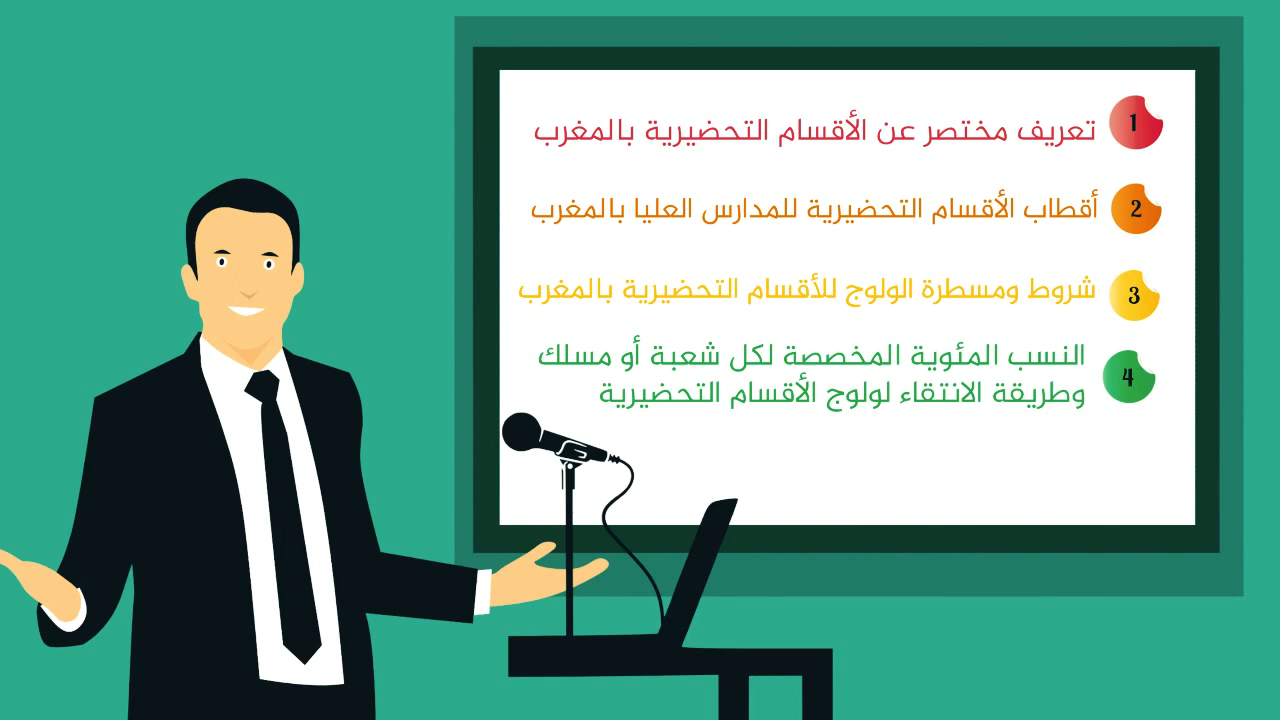 1 تعريف مختصر عن الأقسام التحضيرية بالمغرب
2 أقطاب الأقسام التحضيرية للمدارس العليا بالمغرب
3 شروط ومسطرة الولوج للأقسام التحضيرية بالمغرب
4 النسب المئوية المخصصة لكل شعبة أو مسلك
وطريقة الانتقاء لولوج الأقسام التحضيرية